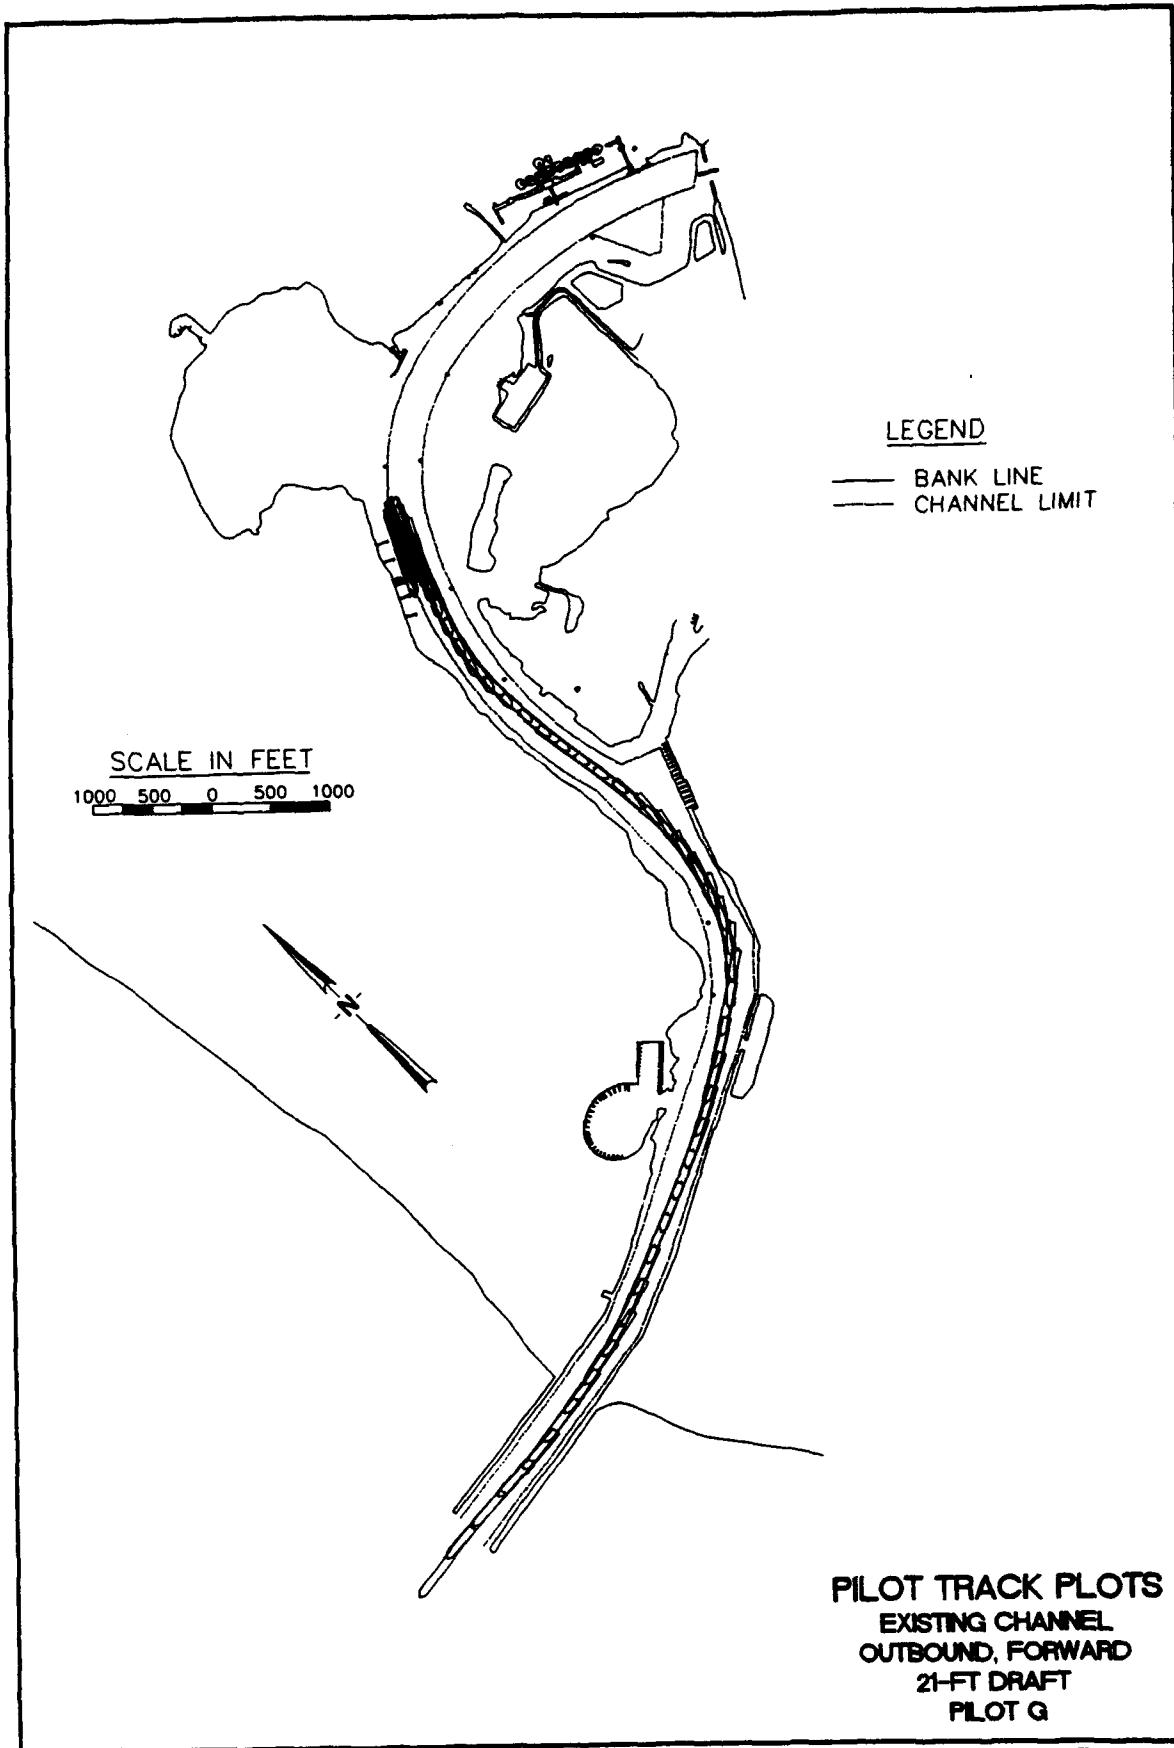 LEGEND
BANK LINE
CHANNEL LIMIT
SCALE IN FEET
1000 500 0 500 1000
N
PILOT TRACK PLOTS
EXISTING CHANNEL
OUTBOUND, FORWARD
21-FT DRAFT
PILOT G